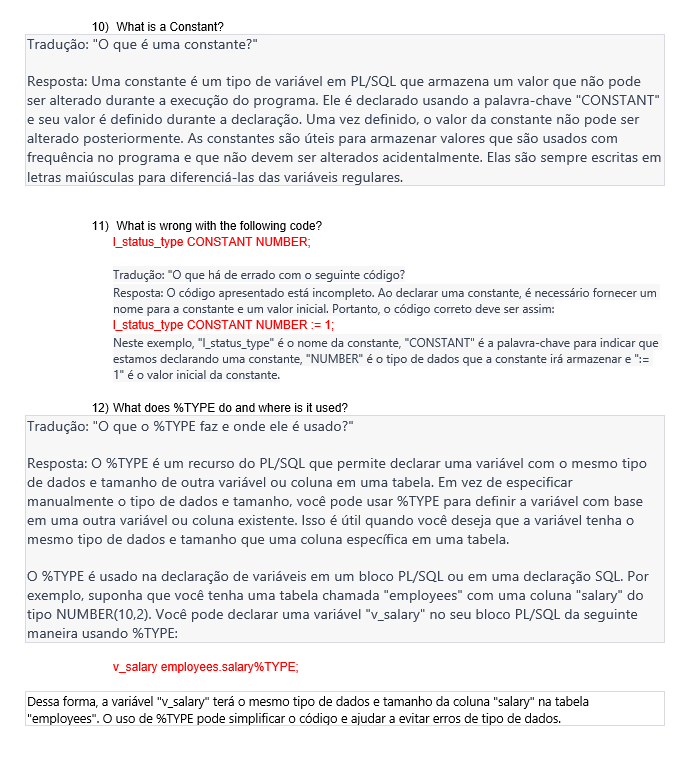 10) What is a Constant?
Tradução: "O que é uma constante?"
Resposta: Uma constante é um tipo de variável em PL/SQL que armazena um valor que não pode
ser alterado durante a execução do programa. Ele é declarado usando a palavra-chave "CONSTANT"
e seu valor é definido durante a declaração. Uma vez definido, o valor da constante não pode ser
alterado posteriormente. As constantes são úteis para armazenar valores que são usados com
frequência no programa e que não devem ser alterados acidentalmente. Elas são sempre escritas em
letras maiúsculas para diferenciá-las das variáveis regulares.
11) What is wrong with the following code?
l_status_type CONSTANT NUMBER;
Tradução: "O que há de errado com o seguinte código?
Resposta: O código apresentado está incompleto. Ao declarar uma constante, é necessário fornecer um
nome para a constante e um valor inicial. Portanto, o código correto deve ser assim:
l_status_type CONSTANT NUMBER := 1;
Neste exemplo, "l_status_type" é o nome da constante, "CONSTANT" é a palavra-chave para indicar que
estamos declarando uma constante, "NUMBER" é o tipo de dados que a constante irá armazenar e ":=
1" é o valor inicial da constante.
12) What does %TYPE do and where is it used?
Tradução: "O que o %TYPE faz e onde ele é usado?"
Resposta: O %TYPE é um recurso do PL/SQL que permite declarar uma variável com o mesmo tipo
de dados e tamanho de outra variável ou coluna em uma tabela. Em vez de especificar
manualmente o tipo de dados e tamanho, você pode usar %TYPE para definir a variável com base
em uma outra variável ou coluna existente. Isso é útil quando você deseja que a variável tenha o
mesmo tipo de dados e tamanho que uma coluna específica em uma tabela.
O %TYPE é usado na declaração de variáveis em um bloco PL/SQL ou em uma declaração SQL. Por
exemplo, suponha que você tenha uma tabela chamada "employees" com uma coluna "salary" do
tipo NUMBER(10,2). Você pode declarar uma variável "v_salary" no seu bloco PL/SQL da seguinte
maneira usando %TYPE:
v_salary employees.salary%TYPE;
Dessa forma, a variável "v_salary" terá o mesmo tipo de dados e tamanho da coluna "salary" na tabela
"employees". O uso de %TYPE pode simplificar o código e ajudar a evitar erros de tipo de dados.